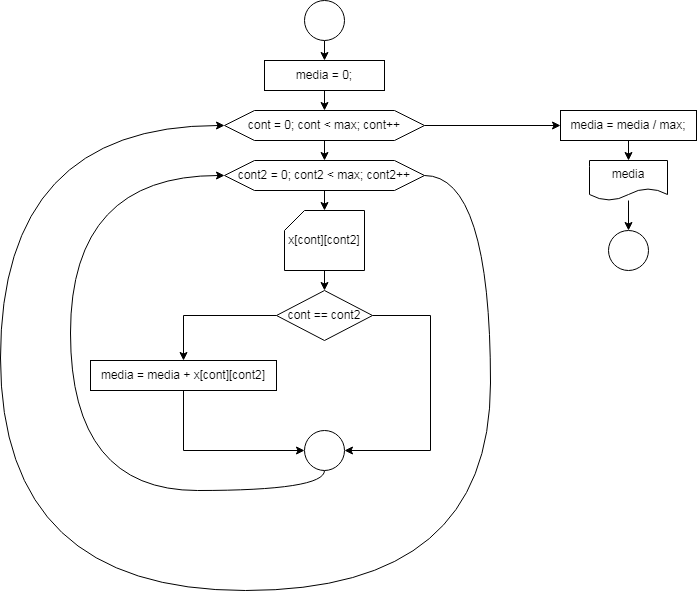 media = 0;
cont = 0; cont < max; cont++
media = media / max;
cont2 = 0; cont2 < max; cont2++
media
x[cont][cont2]
cont == cont2
media = media + x[cont][cont2]